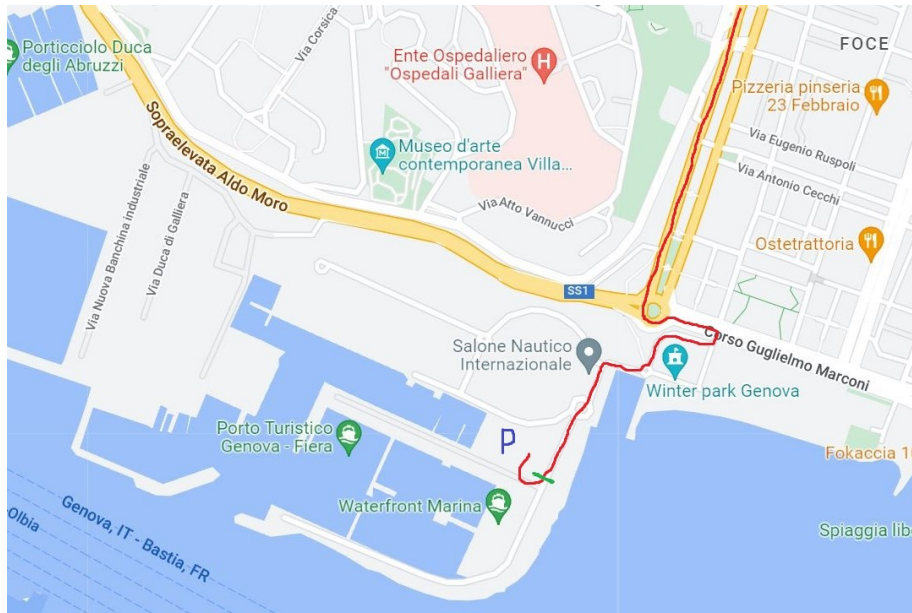 Porticciolo Duca
degli Abruzzi
Via Corsica
Ente Ospedaliero
"Ospedali Galliera"
H
FOCE
Pizzeria pinseria
23 Febbraio
Via Eugenio Ruspoli
Via Antonio Cecchi
Museo d'arte
contemporanea Villa...
Sopraelevata Aldo Moro
Via Alto Vannucci
Ostetrattoria
Via Nuova Banchina industriale
Via Duca di Galliera
SS1
Corso Guglielmo Marconi
Salone Nautico
Internazionale
Winter park Genova
Porto Turistico
Genova - Fiera
P
Fokaccia 10
Waterfront Marina
Genova, IT - Bastia, FR
-Olbia
Spiaggia lib